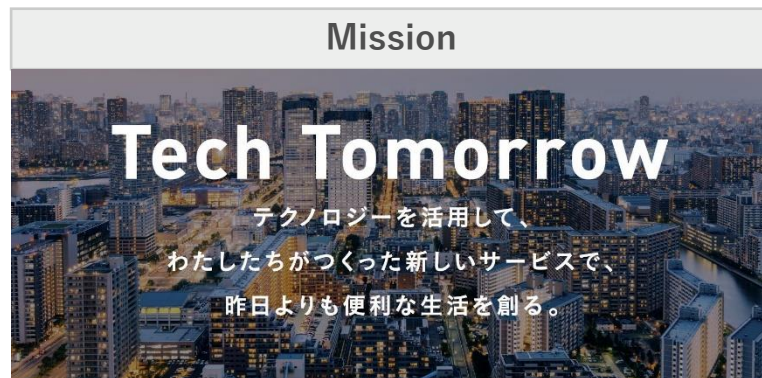 Mission
Tech Tomorrow
テクノロジーを活用して、
わたしたちがつくった新しいサービスで、
昨日よりも便利な生活を創る。